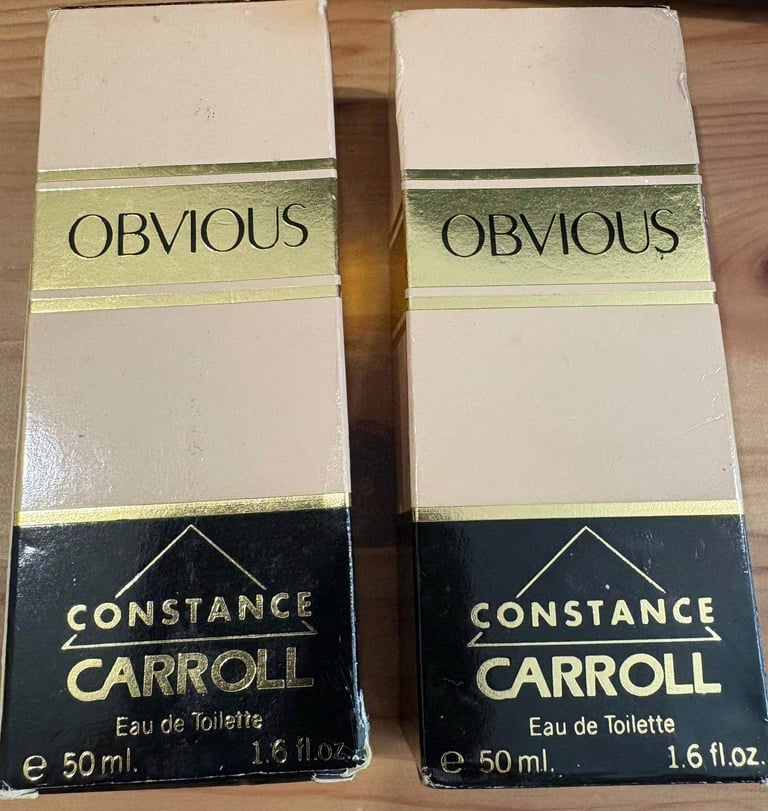 OBVIOUS
CONSTANCE
CARROLL
Eau de Toilette
℮ 50 ml. 1.6 fl.oz.
OBVIOUS
CONSTANCE
CARROLL
Eau de Toilette
℮ 50 ml. 1.6 fl.oz.